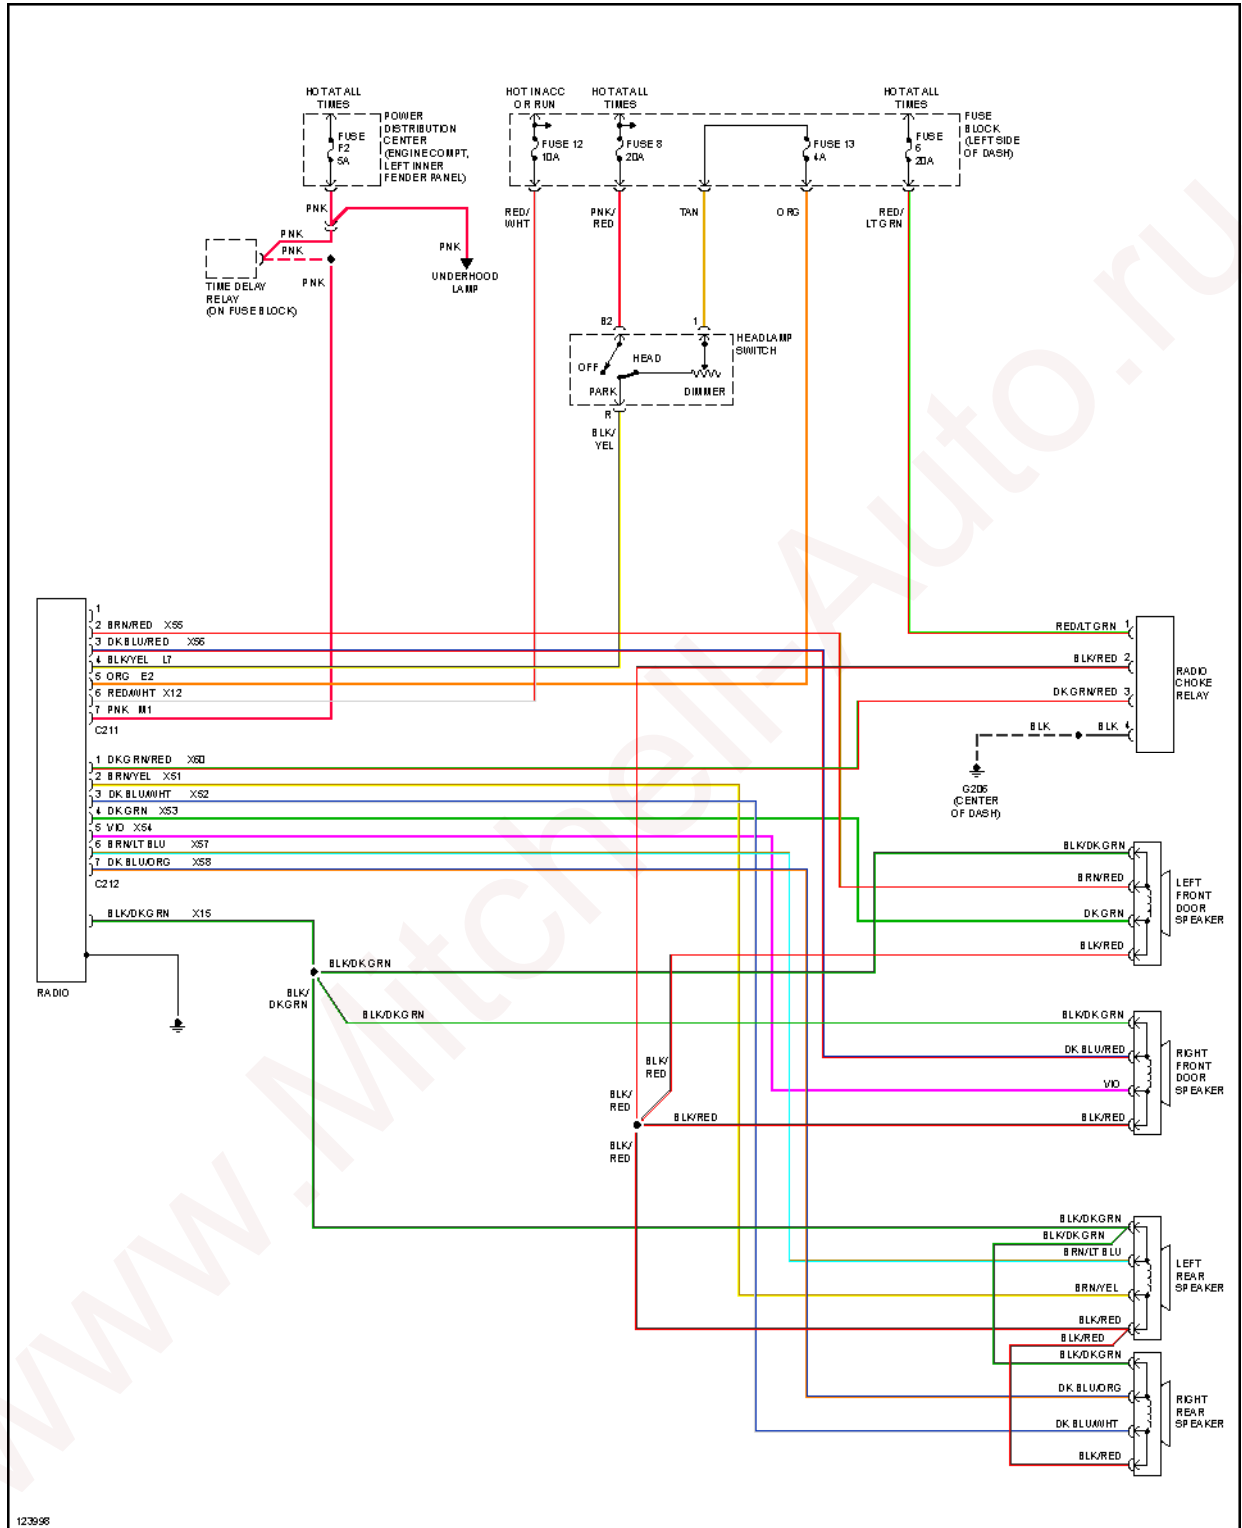 HOT AT ALL
TIMES
POWER
DISTRIBUTION
CENTER
(ENGINE COMPT,
LEFT INNER
FENDER PANEL)
FUSE
F2
5A
HOT IN ACC
OR RUN
HOT AT ALL
TIMES
HOT AT ALL
TIMES
FUSE 12
10A
FUSE 8
20A
FUSE 13
4A
FUSE
6
20A
FUSE
BLOCK
(LEFT SIDE
OF DASH)
PNK
RED/
WHT
PNK/
RED
TAN
ORG
RED/
LT GRN
PNK
PNK
PNK
PNK
UNDERHOOD
LAMP
TIME DELAY
RELAY
(ON FUSE BLOCK)
B2
1
HEADLAMP
SWITCH
OFF
HEAD
PARK
DIMMER
R
BLK/
YEL
1
2 BRN/RED X55
3 DK BLU/RED X56
4 BLK/YEL L7
5 ORG E2
6 RED/WHT X12
7 PNK M1
C211
1 DK GRN/RED X60
2 BRN/YEL X51
3 DK BLU/WHT X52
4 DK GRN X53
5 VIO X54
6 BRN/LT BLU X57
7 DK BLU/ORG X58
C212
BLK/DK GRN X15
RADIO
RED/LT GRN 1
BLK/RED 2
DK GRN/RED 3
BLK
BLK 4
RADIO
CHOKE
RELAY
G206
(CENTER
OF DASH)
BLK/DK GRN
BRN/RED
DK GRN
BLK/RED
LEFT
FRONT
DOOR
SPEAKER
BLK/DK GRN
BLK/
DK GRN
BLK/DK GRN
BLK/DK GRN
DK BLU/RED
VIO
BLK/RED
RIGHT
FRONT
DOOR
SPEAKER
BLK/
RED
BLK/
RED
BLK/RED
BLK/
RED
BLK/DK GRN
BLK/DK GRN
BRN/LT BLU
BRN/YEL
BLK/RED
BLK/RED
LEFT
REAR
SPEAKER
BLK/DK GRN
DK BLU/ORG
DK BLU/WHT
BLK/RED
RIGHT
REAR
SPEAKER
123998
www.Mitchell-Auto.ru